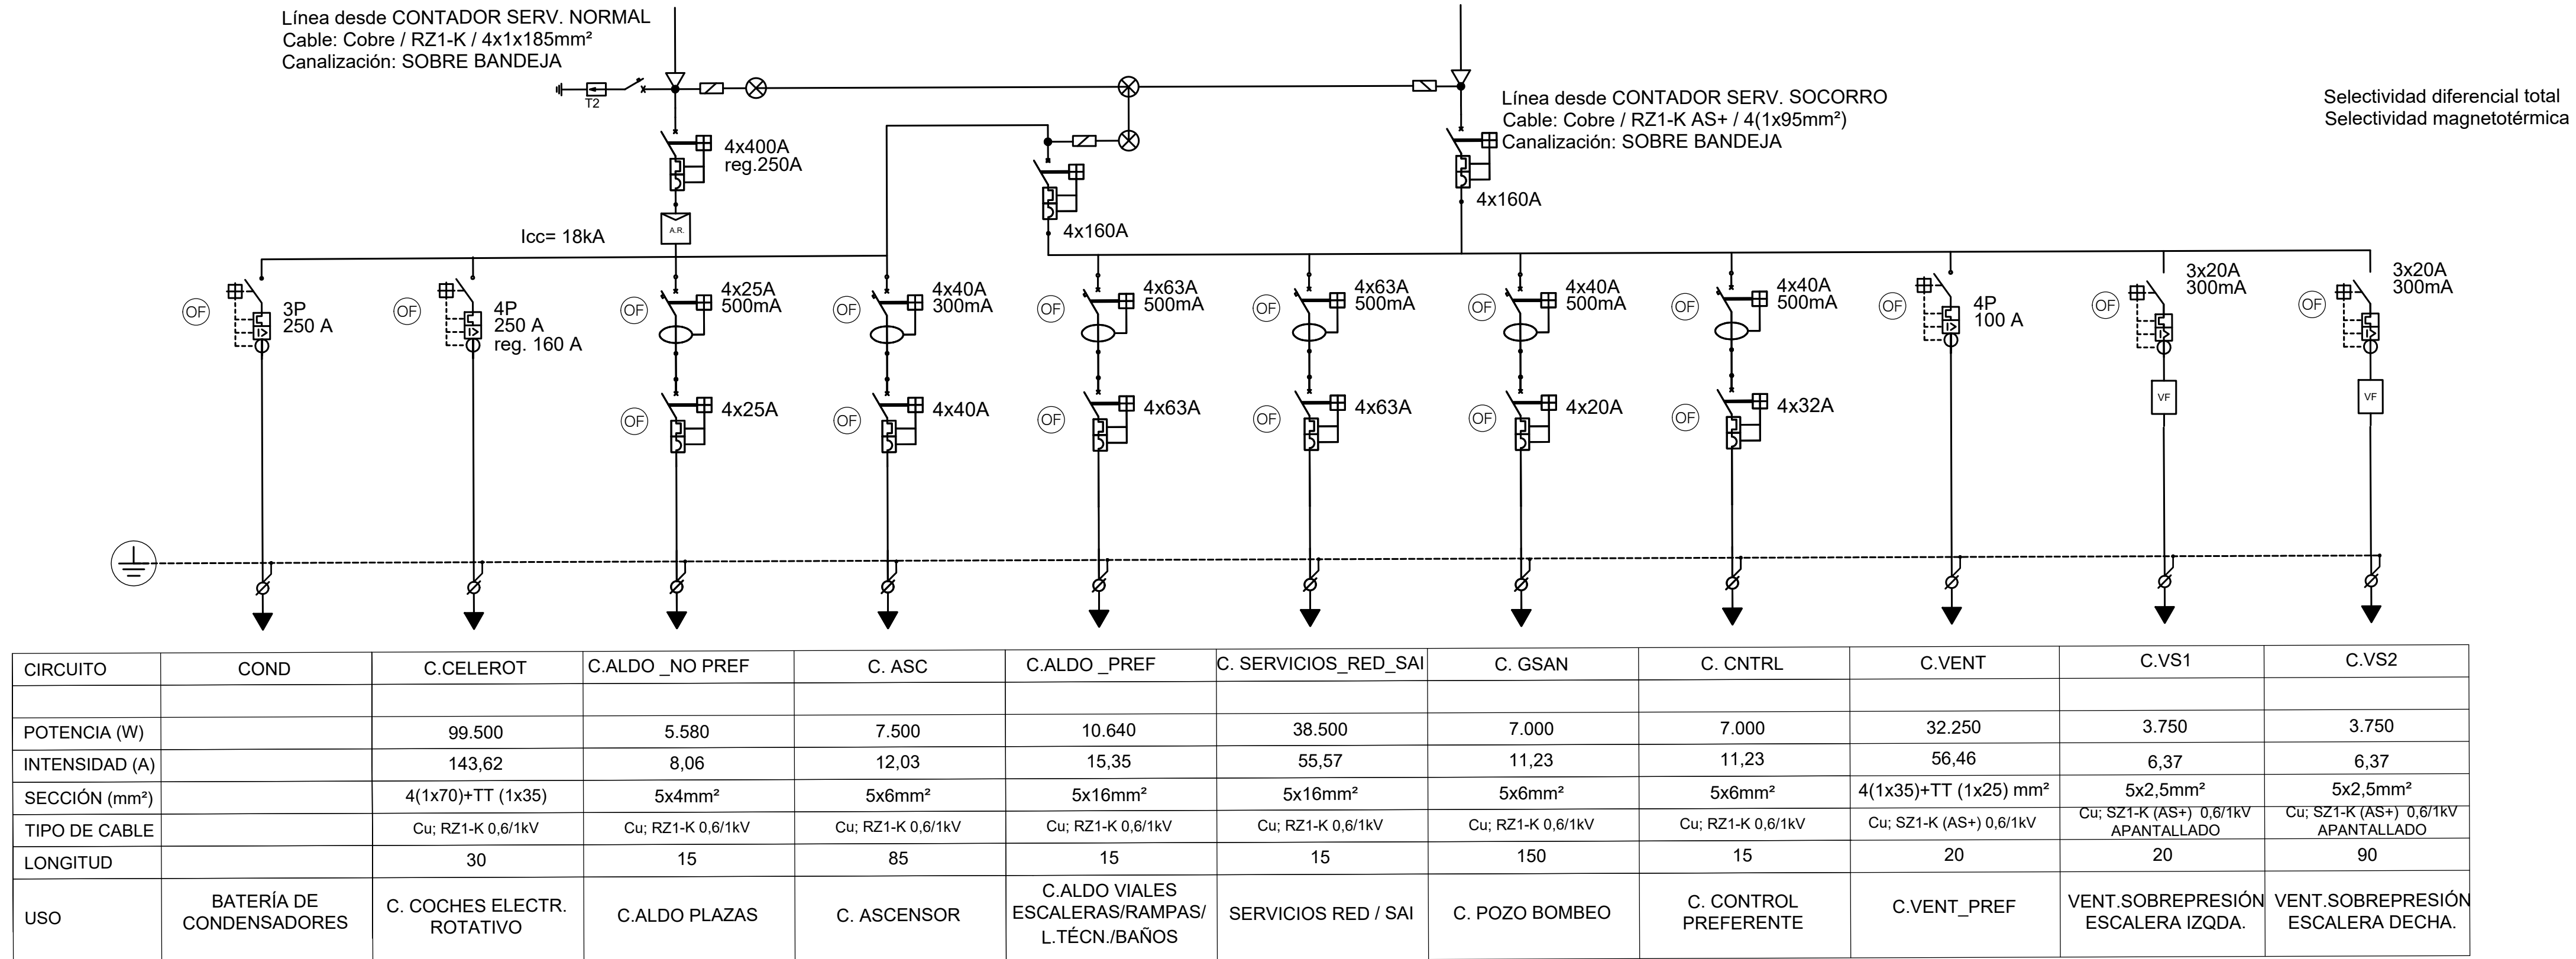 Línea desde CONTADOR SERV. NORMAL
Cable: Cobre / RZ1-K / 4x1x185mm²
Canalización: SOBRE BANDEJA
T2
4x400A
reg.250A
A.R.
Icc= 18kA
4x160A
Línea desde CONTADOR SERV. SOCORRO
Cable: Cobre / RZ1-K AS+ / 4(1x95mm²)
Canalización: SOBRE BANDEJA
4x160A
Selectividad diferencial total
Selectividad magnetotérmica
OF
3P
250 A
OF
4P
250 A
reg. 160 A
OF
4x25A
500mA
OF
4x40A
300mA
OF
4x63A
500mA
OF
4x63A
500mA
OF
4x40A
500mA
OF
4x40A
500mA
OF
4P
100 A
OF
3x20A
300mA
OF
3x20A
300mA
OF
4x25A
OF
4x40A
OF
4x63A
OF
4x63A
OF
4x20A
OF
4x32A
VF
VF
CIRCUITO COND C.CELEROT C.ALDO _NO PREF C. ASC C.ALDO _PREF C. SERVICIOS_RED_SAI C. GSAN C. CNTRL C.VENT C.VS1 C.VS2
POTENCIA (W) 99.500 5.580 7.500 10.640 38.500 7.000 7.000 32.250 3.750 3.750
INTENSIDAD (A) 143,62 8,06 12,03 15,35 55,57 11,23 11,23 56,46 6,37 6,37
SECCIÓN (mm²) 4(1x70)+TT (1x35) 5x4mm² 5x6mm² 5x16mm² 5x16mm² 5x6mm² 5x6mm² 4(1x35)+TT (1x25) mm² 5x2,5mm² 5x2,5mm²
TIPO DE CABLE Cu; RZ1-K 0,6/1kV Cu; RZ1-K 0,6/1kV Cu; RZ1-K 0,6/1kV Cu; RZ1-K 0,6/1kV Cu; RZ1-K 0,6/1kV Cu; RZ1-K 0,6/1kV Cu; RZ1-K 0,6/1kV Cu; SZ1-K (AS+) 0,6/1kV Cu; SZ1-K (AS+) 0,6/1kV APANTALLADO Cu; SZ1-K (AS+) 0,6/1kV APANTALLADO
LONGITUD 30 15 85 15 15 150 15 20 20 90
USO
BATERÍA DE
CONDENSADORES
C. COCHES ELECTR.
ROTATIVO
C.ALDO PLAZAS
C. ASCENSOR
C.ALDO VIALES
ESCALERAS/RAMPAS/
L.TÉCN./BAÑOS
SERVICIOS RED / SAI
C. POZO BOMBEO
C. CONTROL
PREFERENTE
C.VENT_PREF
VENT.SOBREPRESIÓN
ESCALERA IZQDA.
VENT.SOBREPRESIÓN
ESCALERA DECHA.